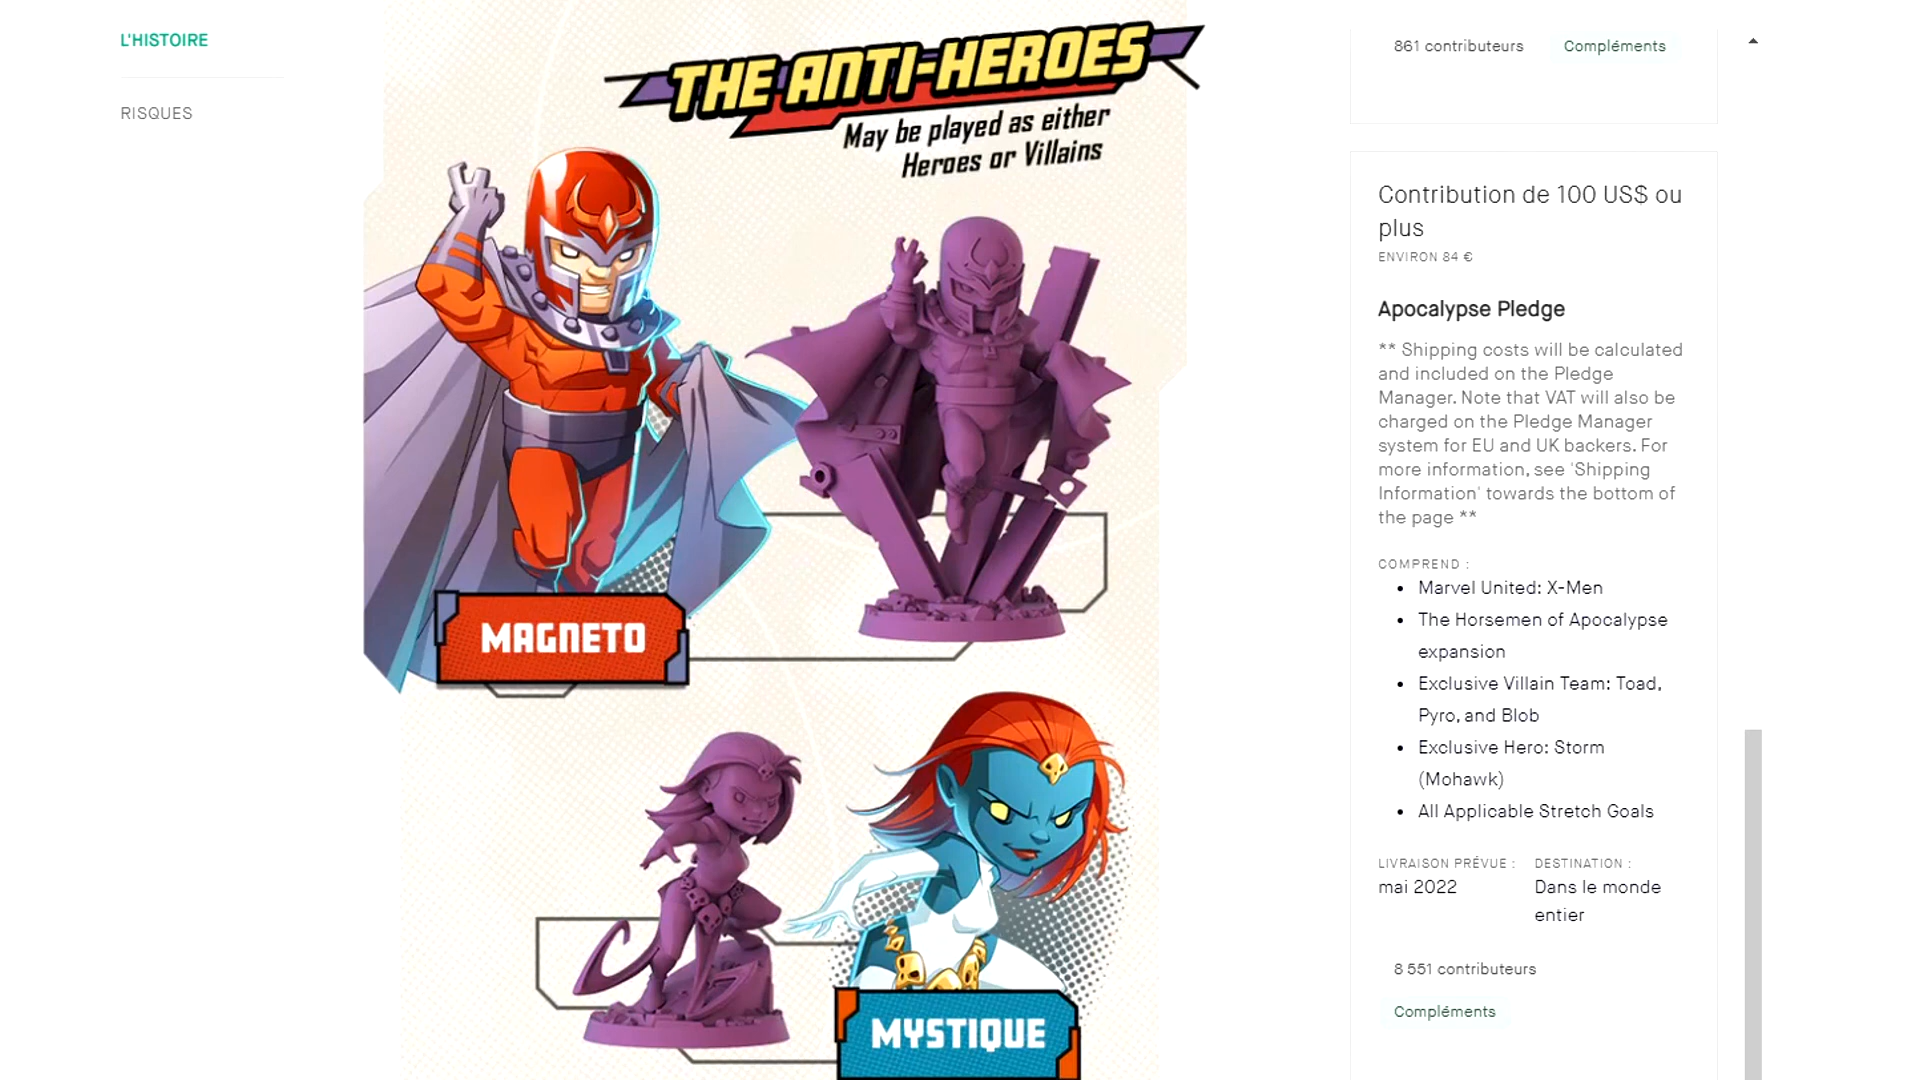 L'HISTOIRE
RISQUES
THE ANTI-HEROES
May be played as either
Heroes or Villains
MAGNETO
MYSTIQUE
861 contributeurs
Compléments
Contribution de 100 US$ ou
plus
ENVIRON 84 €
Apocalypse Pledge
** Shipping costs will be calculated
and included on the Pledge
Manager. Note that VAT will also be
charged on the Pledge Manager
system for EU and UK backers. For
more information, see 'Shipping
Information' towards the bottom of
the page **
COMPREND :
• Marvel United: X-Men
• The Horsemen of Apocalypse
expansion
• Exclusive Villain Team: Toad,
Pyro, and Blob
• Exclusive Hero: Storm
(Mohawk)
• All Applicable Stretch Goals
LIVRAISON PRÉVUE :
mai 2022
DESTINATION :
Dans le monde
entier
8 551 contributeurs
Compléments